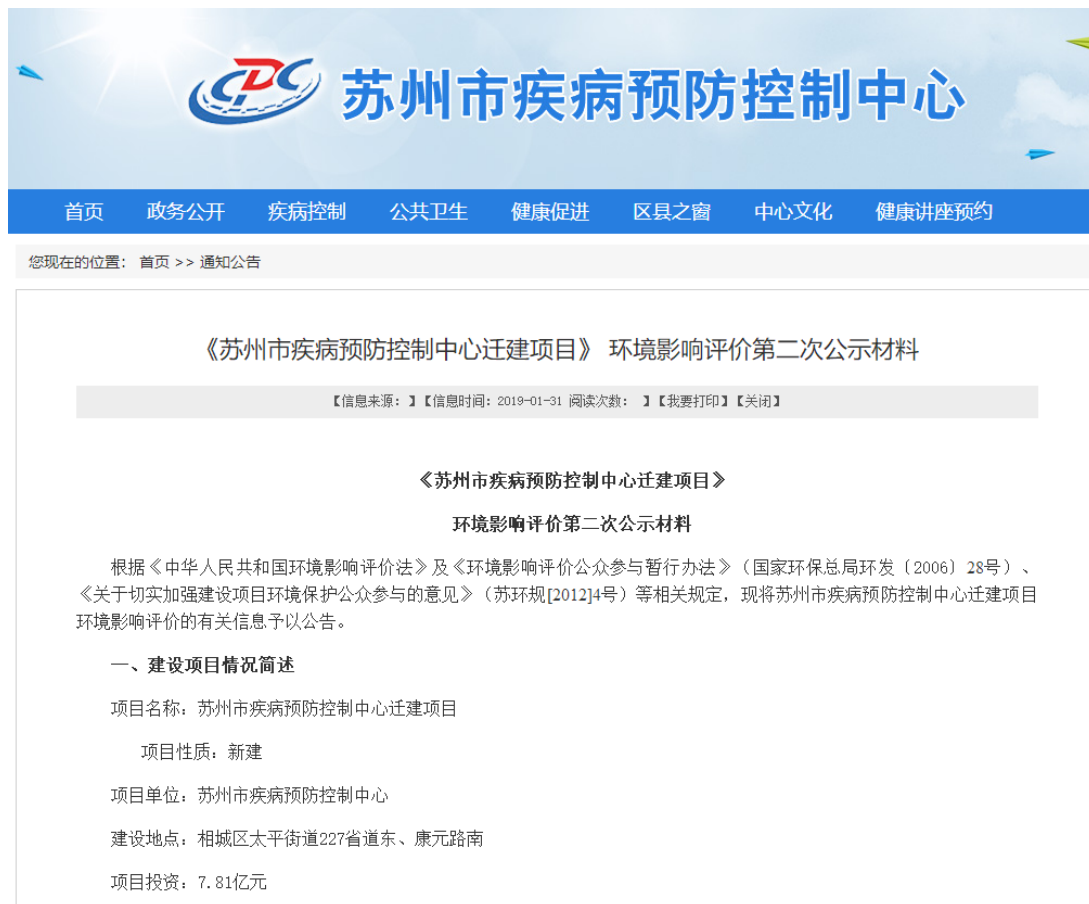 CDC 苏州市疾病预防控制中心
首页 政务公开 疾病控制 公共卫生 健康促进 区县之窗 中心文化 健康讲座预约
您现在的位置： 首页 >> 通知公告
《苏州市疾病预防控制中心迁建项目》 环境影响评价第二次公示材料
【信息来源：】【信息时间：2019-01-31 阅读次数： 】【我要打印】【关闭】
《苏州市疾病预防控制中心迁建项目》
环境影响评价第二次公示材料
根据《中华人民共和国环境影响评价法》及《环境影响评价公众参与暂行办法》（国家环保总局环发〔2006〕28号）、
《关于切实加强建设项目环境保护公众参与的意见》（苏环规[2012]4号）等相关规定，现将苏州市疾病预防控制中心迁建项目
环境影响评价的有关信息予以公告。
一、建设项目情况简述
项目名称：苏州市疾病预防控制中心迁建项目
项目性质：新建
项目单位：苏州市疾病预防控制中心
建设地点：相城区太平街道227省道东、康元路南
项目投资：7.81亿元